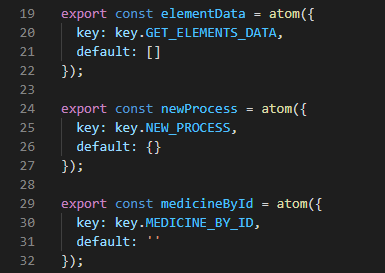 19 export const elementData = atom({
20   key: key.GET_ELEMENTS_DATA,
21   default: []
22 });
23
24 export const newProcess = atom({
25   key: key.NEW_PROCESS,
26   default: {}
27 });
28
29 export const medicineById = atom({
30   key: key.MEDICINE_BY_ID,
31   default: ''
32 });